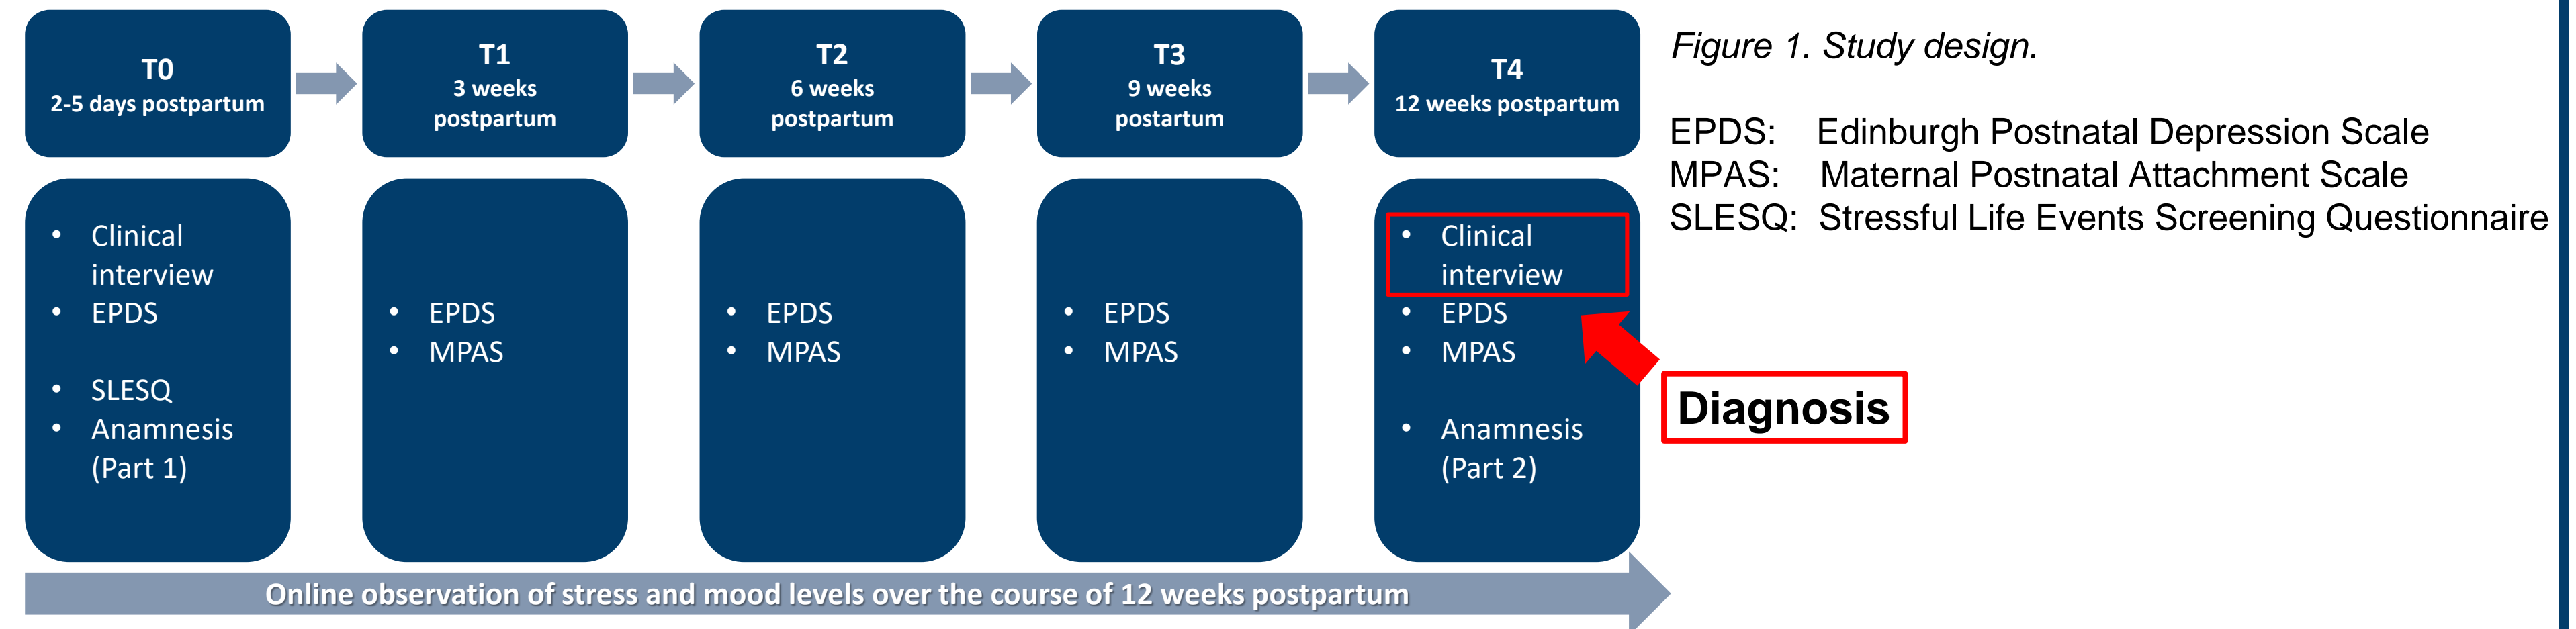 T0
2-5 days postpartum
T1
3 weeks
postpartum
T2
6 weeks
postpartum
T3
9 weeks
postartum
T4
12 weeks postpartum
• Clinical
interview
• EPDS
• SLESQ
• Anamnesis
(Part 1)
• EPDS
• MPAS
• EPDS
• MPAS
• EPDS
• MPAS
• Clinical
interview
• EPDS
• MPAS
• Anamnesis
(Part 2)
Online observation of stress and mood levels over the course of 12 weeks postpartum
Figure 1. Study design.
EPDS: Edinburgh Postnatal Depression Scale
MPAS: Maternal Postnatal Attachment Scale
SLESQ: Stressful Life Events Screening Questionnaire
Diagnosis